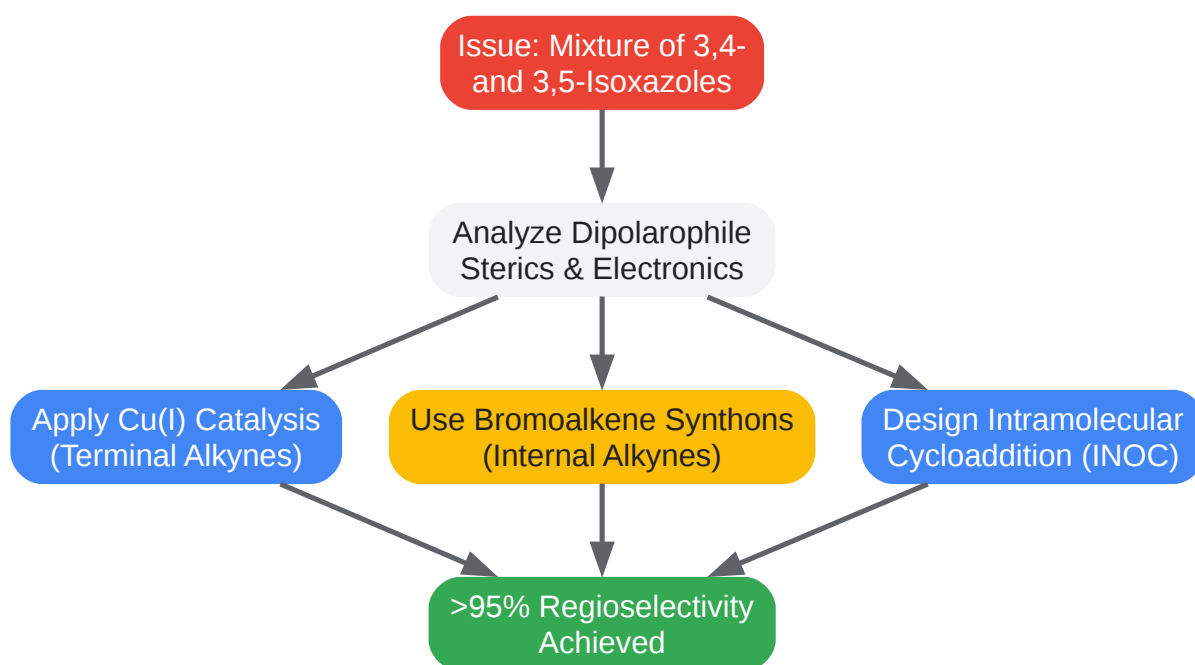 Issue: Mixture of 3,4-
and 3,5-Isoxazoles
Analyze Dipolarophile
Sterics & Electronics
Apply Cu(I) Catalysis
(Terminal Alkynes)
Use Bromoalkene Synthons
(Internal Alkynes)
Design Intramolecular
Cycloaddition (INOC)
>95% Regioselectivity
Achieved